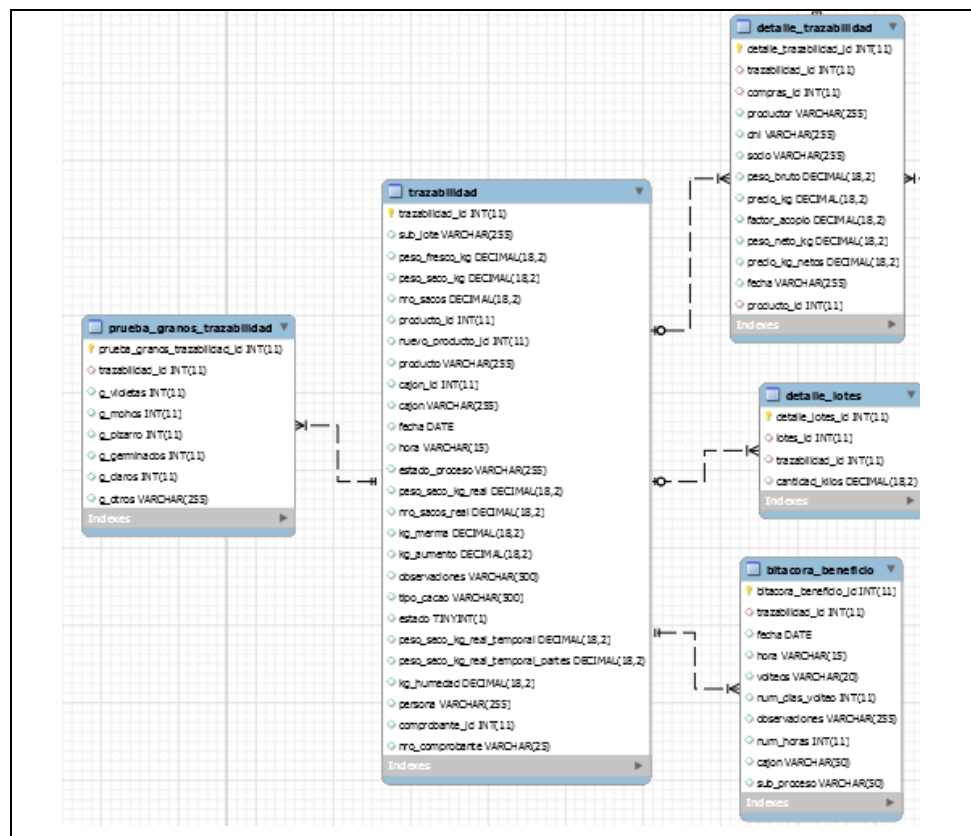 detalle_trazabilidad
detalle_trazabilidad_id INT(11)
trazabilidad_id INT(11)
compras_id INT(11)
productor VARCHAR(255)
dni VARCHAR(255)
socio VARCHAR(255)
peso_bruto DECIMAL(18,2)
precio_kg DECIMAL(18,2)
factor_acopio DECIMAL(18,2)
peso_neto_kg DECIMAL(18,2)
precio_kg_netos DECIMAL(18,2)
fecha VARCHAR(255)
producto_id INT(11)
Indexes
trazabilidad
trazabilidad_id INT(11)
sub_lote VARCHAR(255)
peso_fresco_kg DECIMAL(18,2)
peso_seco_kg DECIMAL(18,2)
nro_sacos DECIMAL(18,2)
producto_id INT(11)
nuevo_producto_id INT(11)
producto VARCHAR(255)
cajon_id INT(11)
cajon VARCHAR(255)
fecha DATE
hora VARCHAR(15)
estado_proceso VARCHAR(255)
peso_seco_kg_real DECIMAL(18,2)
nro_sacos_real DECIMAL(18,2)
kg_merma DECIMAL(18,2)
kg_aumento DECIMAL(18,2)
observaciones VARCHAR(500)
tipo_cacao VARCHAR(500)
estado TINYINT(1)
peso_seco_kg_real_temporal DECIMAL(18,2)
peso_seco_kg_real_temporal_partes DECIMAL(18,2)
kg_humedad DECIMAL(18,2)
persona VARCHAR(255)
comprobante_id INT(11)
nro_comprobante VARCHAR(25)
Indexes
prueba_granos_trazabilidad
prueba_granos_trazabilidad_id INT(11)
trazabilidad_id INT(11)
g_violetas INT(11)
g_mohos INT(11)
g_pizarro INT(11)
g_germinados INT(11)
g_claros INT(11)
g_otros VARCHAR(255)
Indexes
detalle_lotes
detalle_lotes_id INT(11)
lotes_id INT(11)
trazabilidad_id INT(11)
cantidad_kilos DECIMAL(18,2)
Indexes
bitacora_beneficio
bitacora_beneficio_id INT(11)
trazabilidad_id INT(11)
fecha DATE
hora VARCHAR(15)
volteos VARCHAR(20)
num_dias_volteo INT(11)
observaciones VARCHAR(255)
num_horas INT(11)
cajon VARCHAR(50)
sub_proceso VARCHAR(50)
Indexes